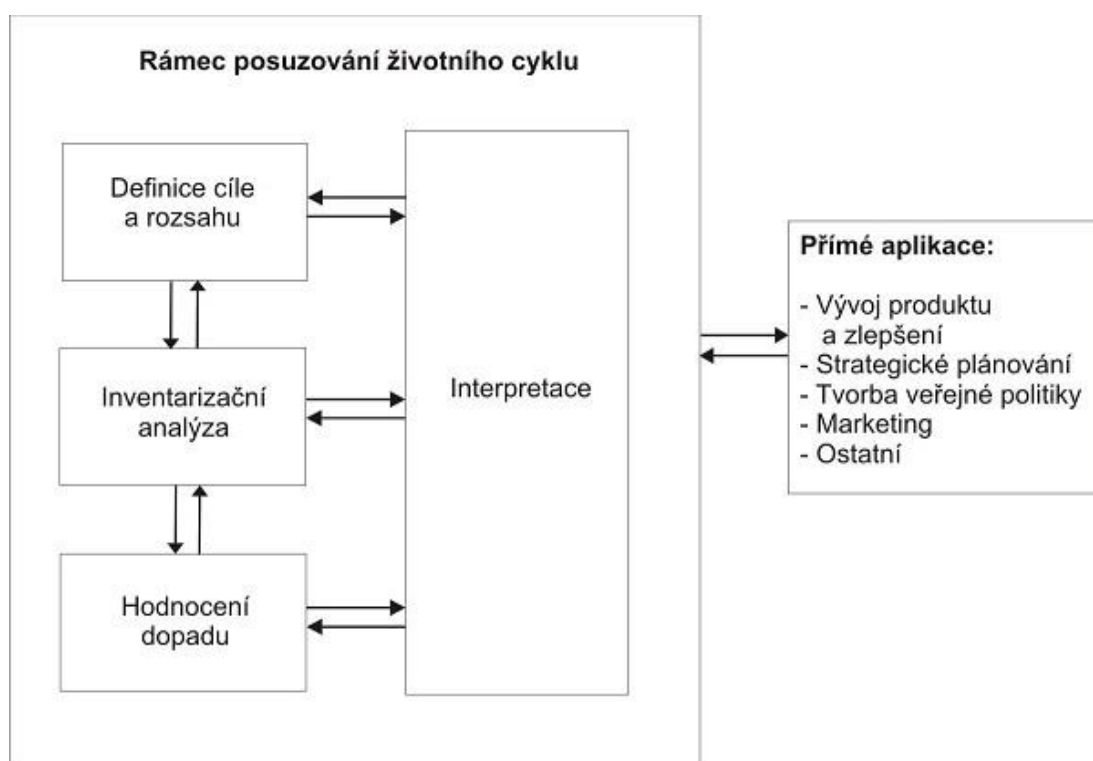 Rámec posuzování životního cyklu
Definice cíle
a rozsahu
Inventarizační
analýza
Hodnocení
dopadu
Interpretace
Přímé aplikace:
- Vývoj produktu
a zlepšení
- Strategické plánování
- Tvorba veřejné politiky
- Marketing
- Ostatní